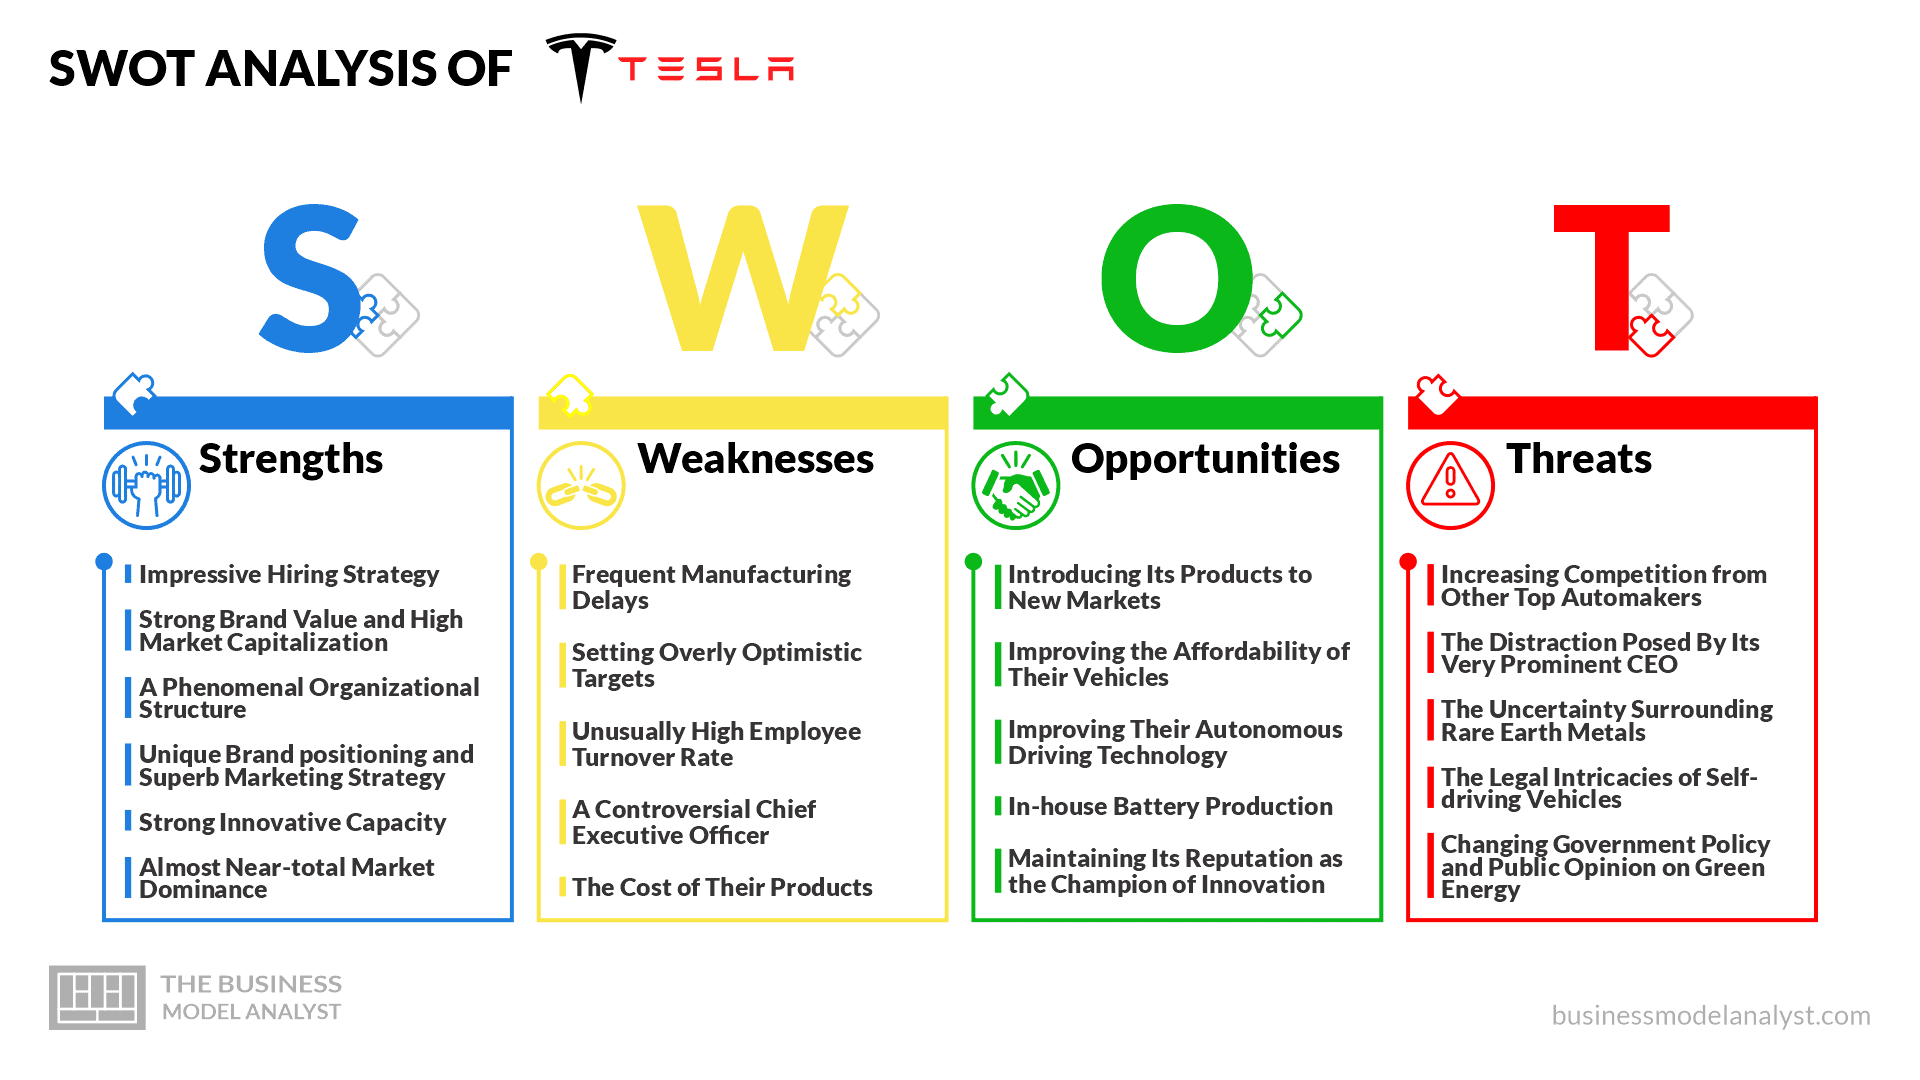 SWOT ANALYSIS OF TESLA
S W O T
Strengths
Impressive Hiring Strategy
Strong Brand Value and High
Market Capitalization
A Phenomenal Organizational
Structure
Unique Brand positioning and
Superb Marketing Strategy
Strong Innovative Capacity
Almost Near-total Market
Dominance
Weaknesses
Frequent Manufacturing
Delays
Setting Overly Optimistic
Targets
Unusually High Employee
Turnover Rate
A Controversial Chief
Executive Officer
The Cost of Their Products
Opportunities
Introducing Its Products to
New Markets
Improving the Affordability of
Their Vehicles
Improving Their Autonomous
Driving Technology
In-house Battery Production
Maintaining Its Reputation as
the Champion of Innovation
Threats
Increasing Competition from
Other Top Automakers
The Distraction Posed By Its
Very Prominent CEO
The Uncertainty Surrounding
Rare Earth Metals
The Legal Intricacies of Self-
driving Vehicles
Changing Government Policy
and Public Opinion on Green
Energy
THE BUSINESS
MODEL ANALYST
businessmodelanalyst.com